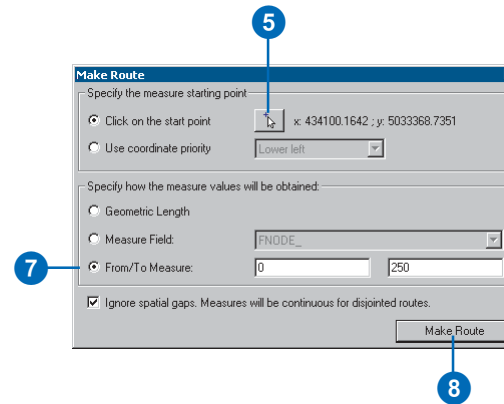 5
Make Route
Specify the measure starting point
Click on the start point
x: 434100.1642 ; y: 5033368.7351
Use coordinate priority
Lower left
Specify how the measure values will be obtained:
Geometric Length
Measure Field:
FNODE_
7
From/To Measure:
0
250
Ignore spatial gaps. Measures will be continuous for disjointed routes.
Make Route
8